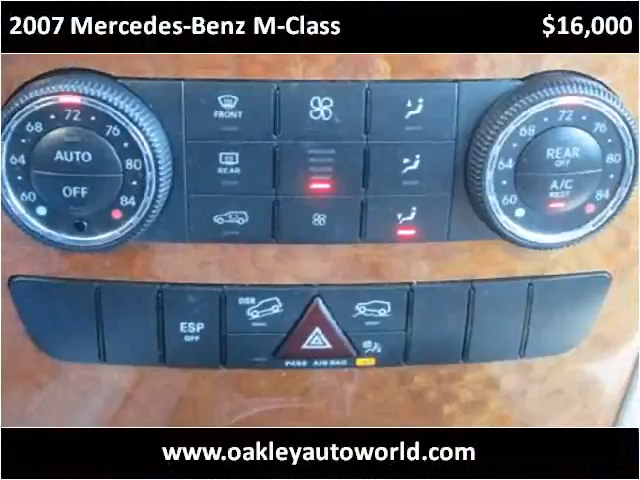 2007 Mercedes-Benz M-Class $16,000
72
68 76
64 AUTO 80
OFF
60 84
FRONT
REAR
72
68 76
64 REAR OFF 80
A/C
REST
60 84
ESP
OFF
DSR
PASS AIR BAG OFF
www.oakleyautoworld.com